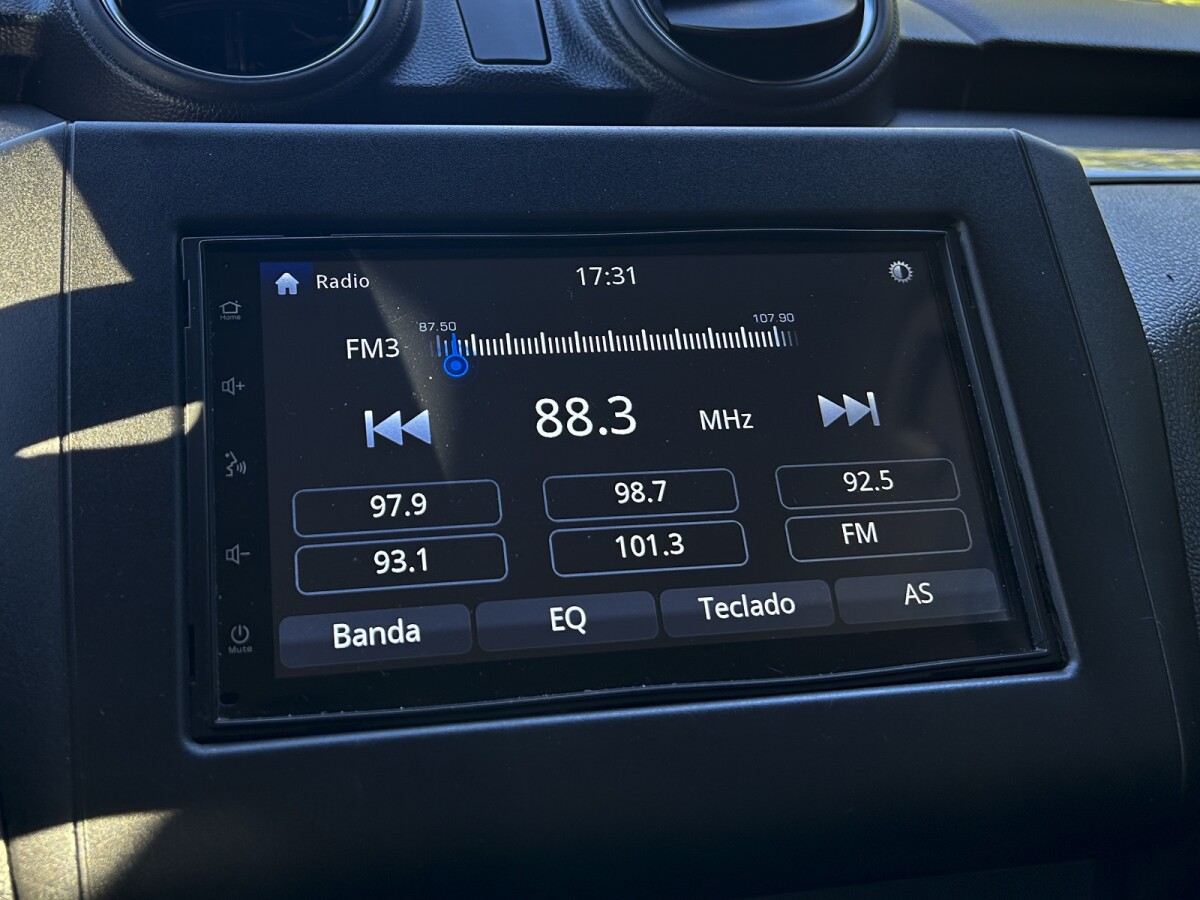 Radio 17:31
Home
87.50 107.90
FM3
88.3 MHz
97.9 98.7 92.5
93.1 101.3 FM
Banda EQ Teclado AS
Mute